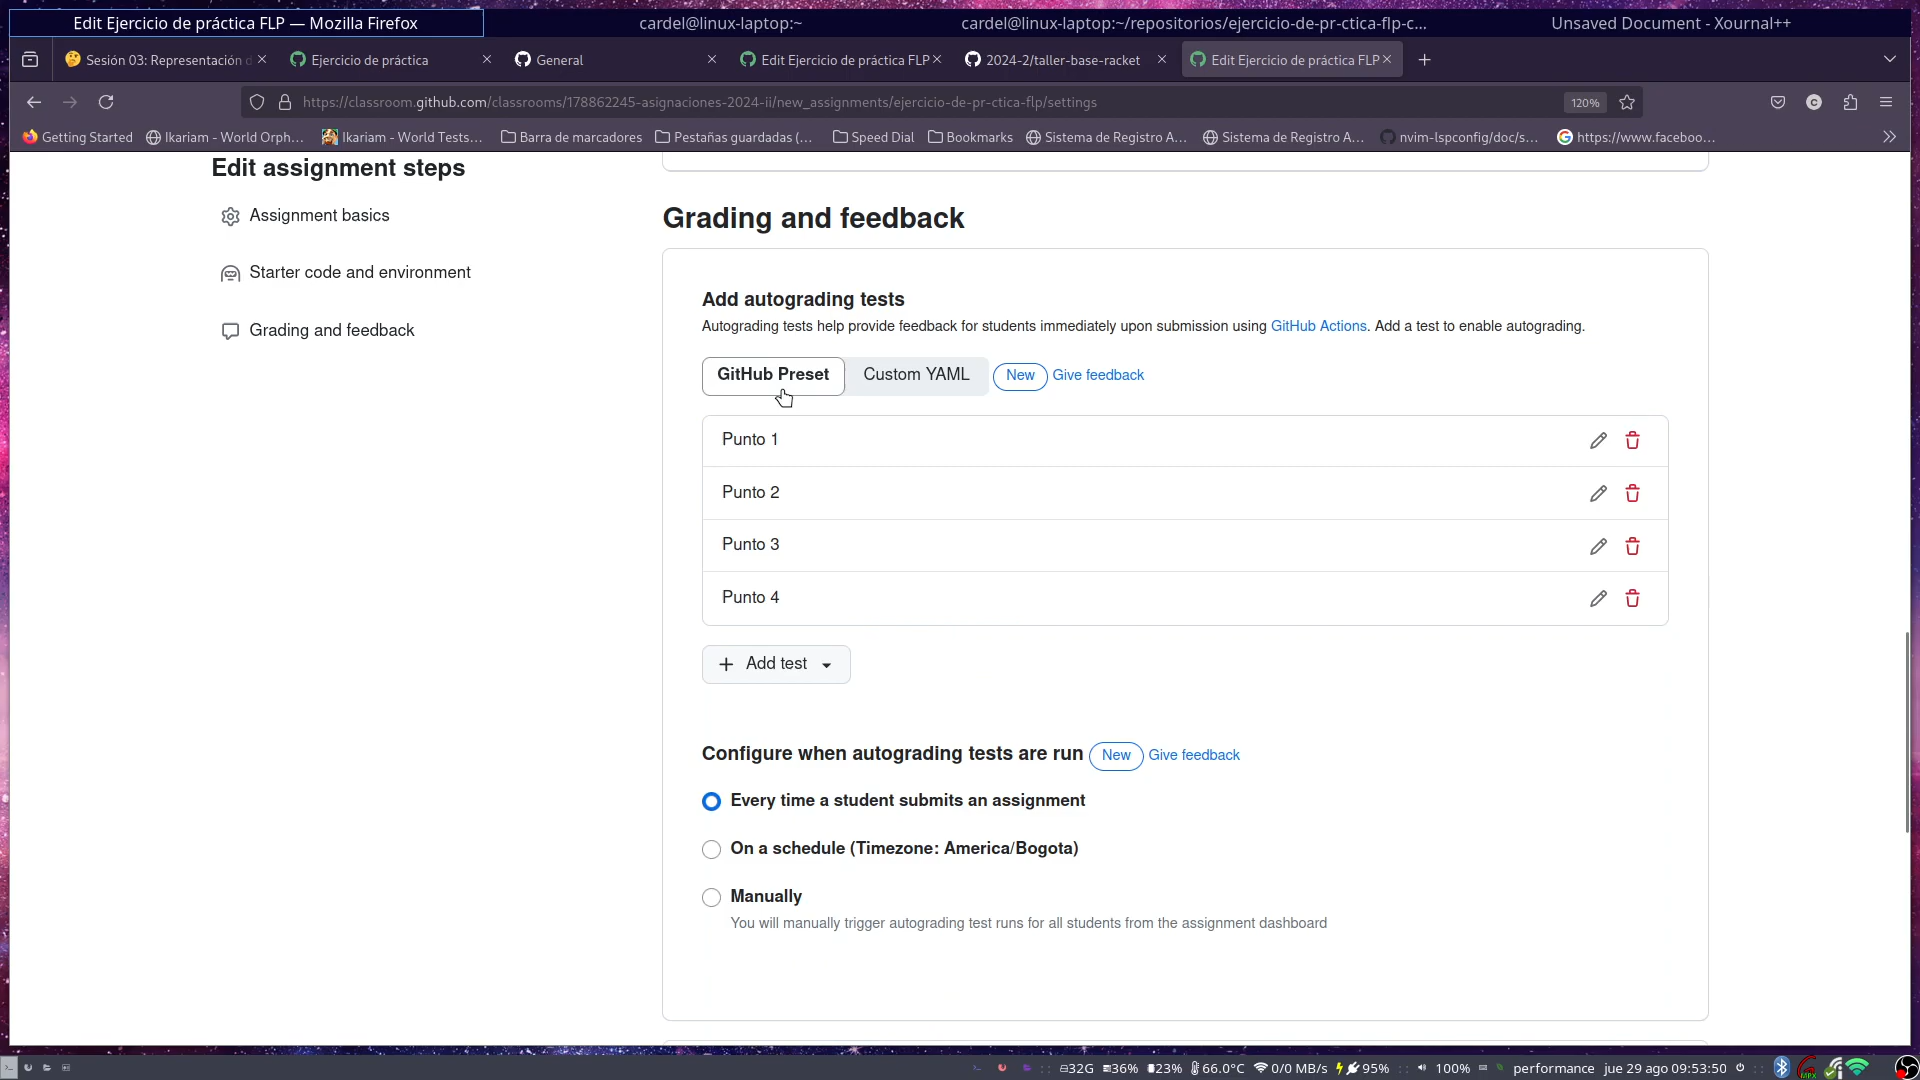 Edit Ejercicio de práctica FLP — Mozilla Firefox
cardel@linux-laptop:~
cardel@linux-laptop:~/repositorios/ejercicio-de-pr-ctica-flp-c...
Unsaved Document - Xournal++
Sesión 03: Representación d
Ejercicio de práctica
General
Edit Ejercicio de práctica FLP
2024-2/taller-base-racket
Edit Ejercicio de práctica FLP
https://classroom.github.com/classrooms/178862245-asignaciones-2024-ii/new_assignments/ejercicio-de-pr-ctica-flp/settings
120%
Getting Started
Ikariam - World Orph...
Ikariam - World Tests...
Barra de marcadores
Pestañas guardadas (...
Speed Dial
Bookmarks
Sistema de Registro A...
Sistema de Registro A...
nvim-lspconfig/doc/s...
https://www.faceboo...
Edit assignment steps
Assignment basics
Starter code and environment
Grading and feedback
Grading and feedback
Add autograding tests
Autograding tests help provide feedback for students immediately upon submission using GitHub Actions. Add a test to enable autograding.
GitHub Preset
Custom YAML
New
Give feedback
Punto 1
Punto 2
Punto 3
Punto 4
Add test
Configure when autograding tests are run
New
Give feedback
Every time a student submits an assignment
On a schedule (Timezone: America/Bogota)
Manually
You will manually trigger autograding test runs for all students from the assignment dashboard
32G 36% 23% 66.0°C 0/0 MB/s 95% 100% performance jue 29 ago 09:53:50